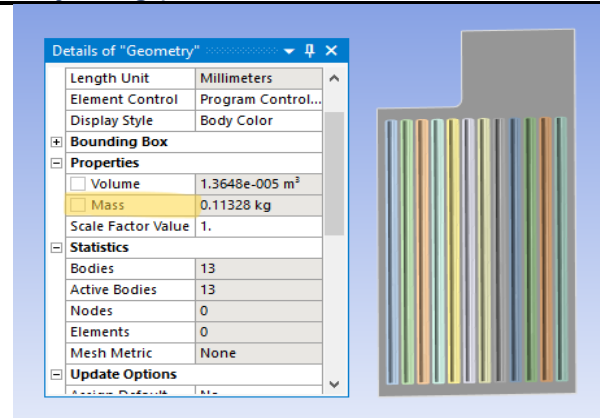 Details of "Geometry"
Length Unit Millimeters
Element Control Program Control...
Display Style Body Color
Bounding Box
Properties
Volume 1.3648e-005 m³
Mass 0.11328 kg
Scale Factor Value 1.
Statistics
Bodies 13
Active Bodies 13
Nodes 0
Elements 0
Mesh Metric None
Update Options